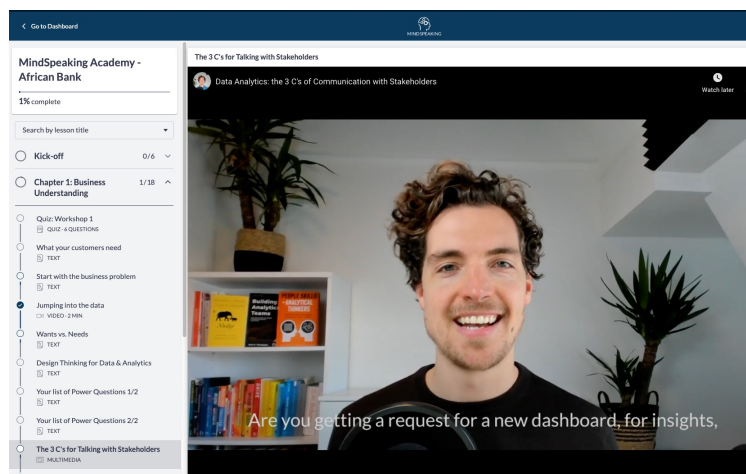 Go to Dashboard
MINDSPEAKING
MindSpeaking Academy -
African Bank
1% complete
Search by lesson title
Kick-off 0/6
Chapter 1: Business 1/18
Understanding
Quiz: Workshop 1
QUIZ · 6 QUESTIONS
What your customers need
TEXT
Start with the business problem
TEXT
Jumping into the data
VIDEO · 2 MIN
Wants vs. Needs
TEXT
Design Thinking for Data & Analytics
TEXT
Your list of Power Questions 1/2
TEXT
Your list of Power Questions 2/2
TEXT
The 3 C's for Talking with Stakeholders
MULTIMEDIA
The 3 C's for Talking with Stakeholders
Data Analytics: the 3 C's of Communication with Stakeholders
Watch later
Building
Analytics
Teams
PEOPLE SKILLS
ANALYTICAL
THINKERS
Are you getting a request for a new dashboard, for insights,